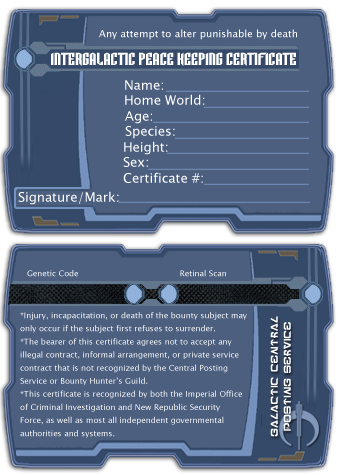 Any attempt to alter punishable by death
INTERGALACTIC PEACE KEEPING CERTIFICATE
Name:
Home World:
Age:
Species:
Height:
Sex:
Certificate #:
Signature/Mark:
Genetic Code
Retinal Scan
*Injury, incapacitation, or death of the bounty subject may
only occur if the subject first refuses to surrender.
*The bearer of this certificate agrees not to accept any
illegal contract, informal arrangement, or private service
contract that is not recognized by the Central Posting
Service or Bounty Hunter's Guild.
*This certificate is recognized by both the Imperial Office
of Criminal Investigation and New Republic Security
Force, as well as most all independent governmental
authorities and systems.
GALACTIC CENTRAL
POSTING SERVICE